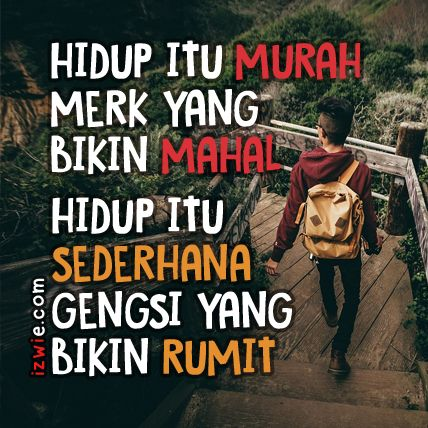 HIDUP ITU MURAH
MERK YANG
BIKIN MAHAL
HIDUP ITU
SEDERHANA
GENGSI YANG
BIKIN RUMIT
izwie.com